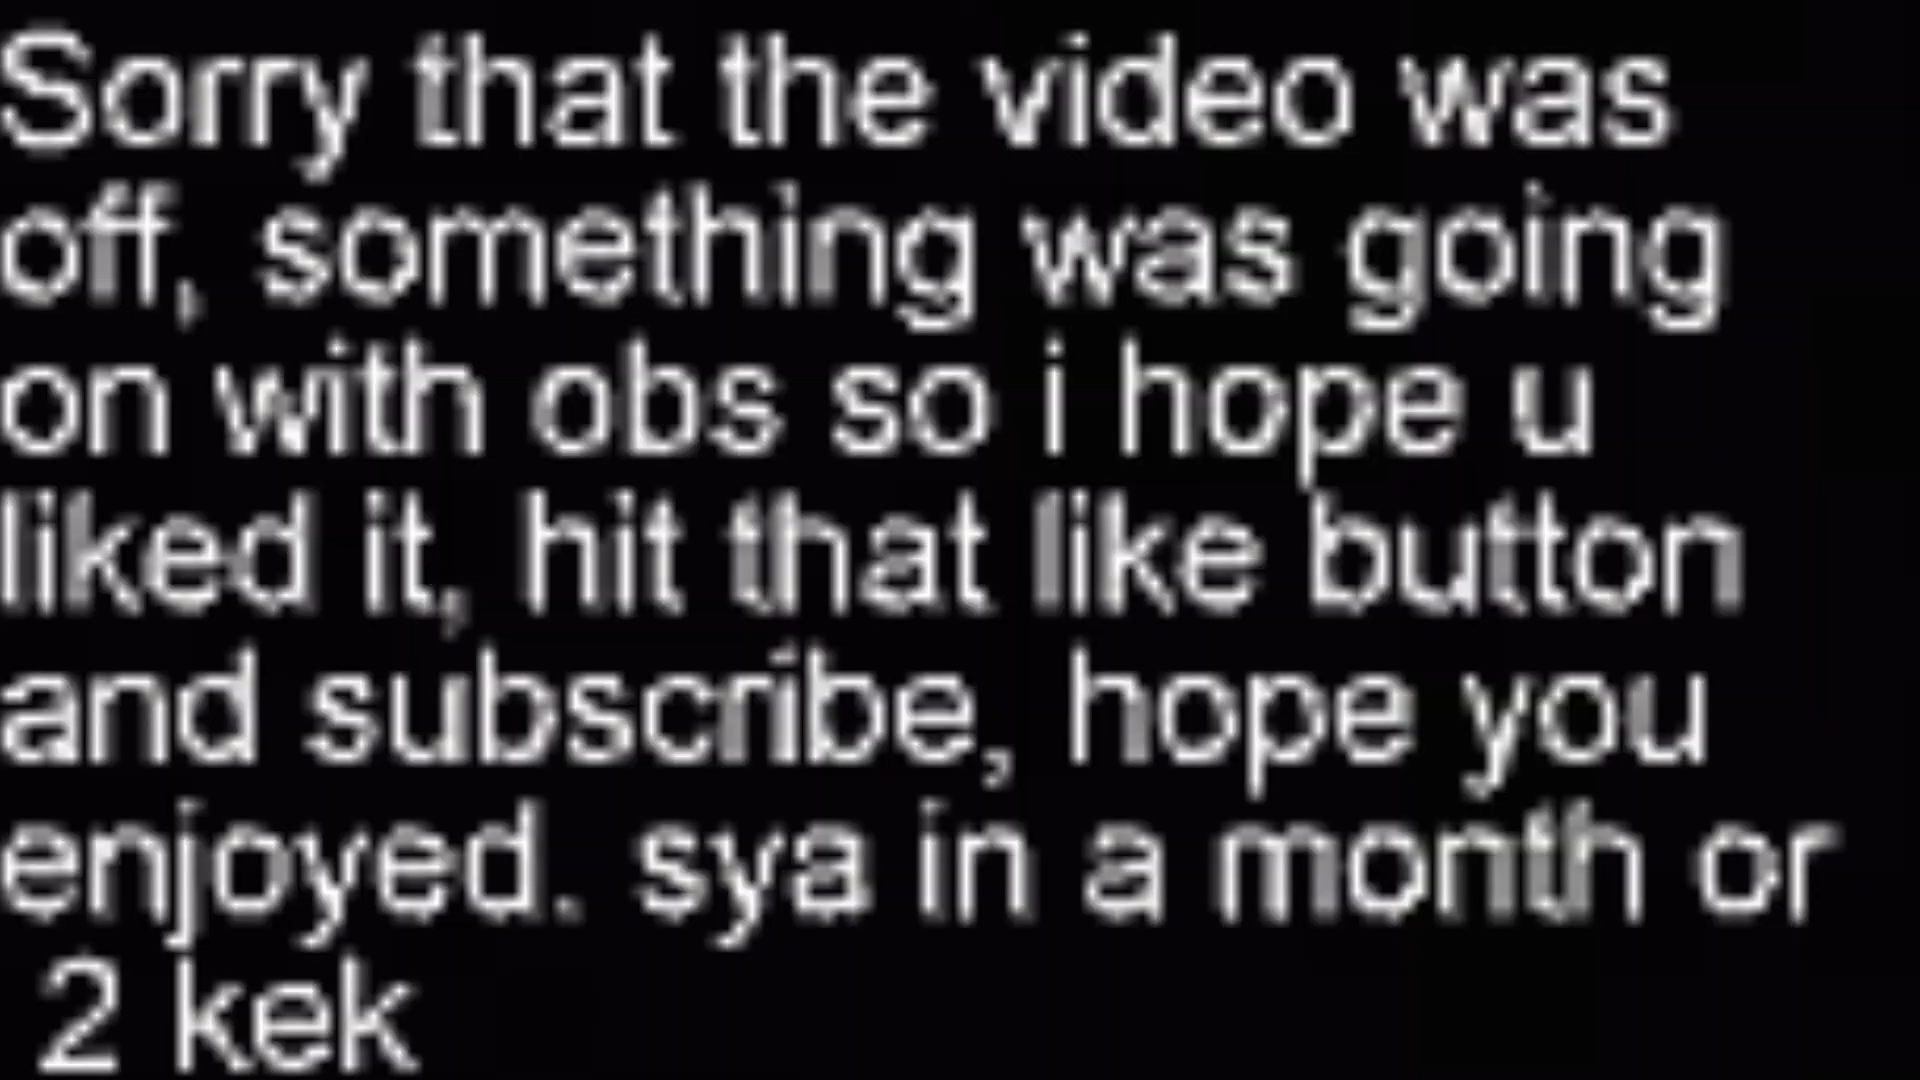 Sorry that the video was
off, something was going
on with obs so i hope u
liked it, hit that like button
and subscribe, hope you
enjoyed. sya in a month or
2 kek